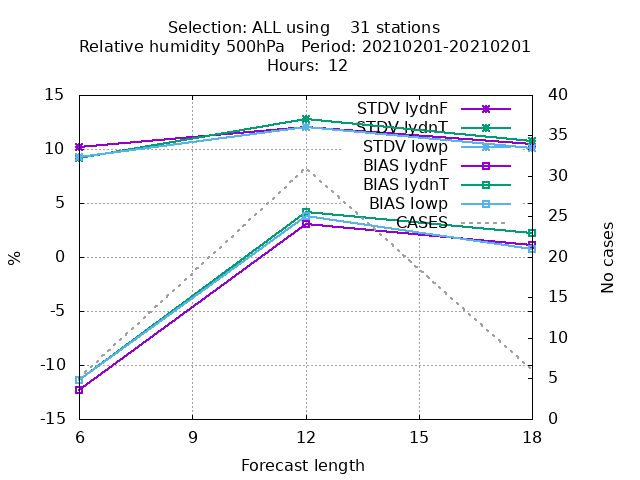 Selection: ALL using    31 stations
Relative humidity 500hPa   Period: 20210201-20210201
Hours: 12
15
10
5
0
-5
-10
-15
%
40
35
30
25
20
15
10
5
0
No cases
STDV lydnF
STDV lydnT
STDV lowp
BIAS lydnF
BIAS lydnT
BIAS lowp
CASES
6 9 12 15 18
Forecast length